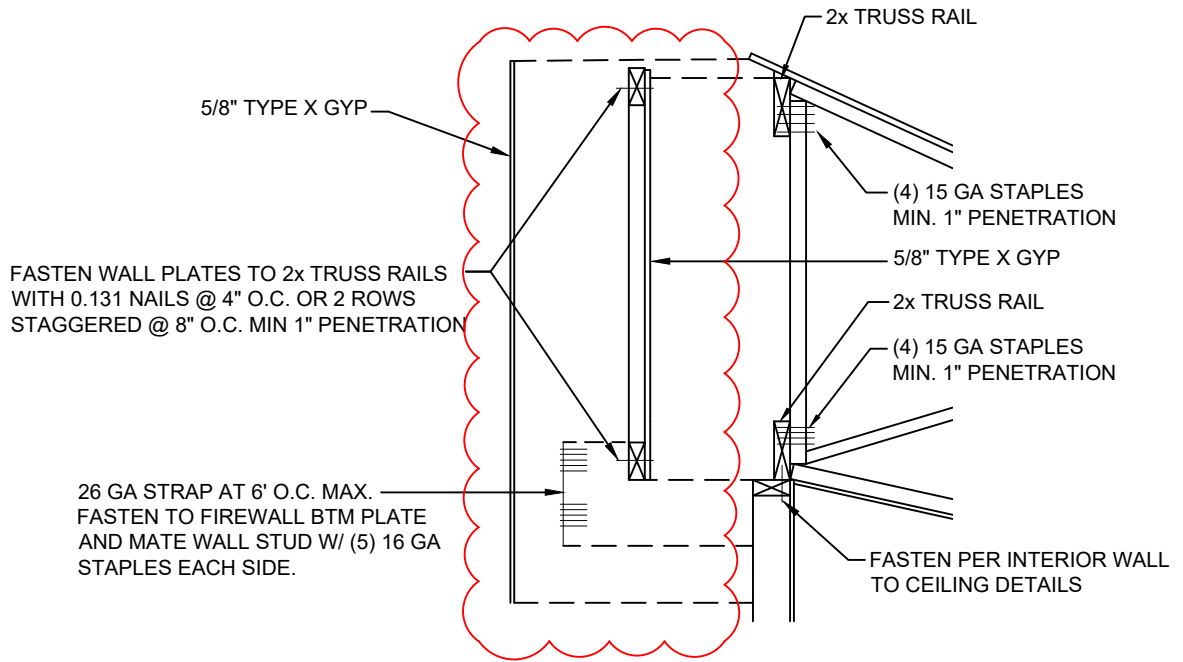 2x TRUSS RAIL
5/8" TYPE X GYP
(4) 15 GA STAPLES
MIN. 1" PENETRATION
5/8" TYPE X GYP
FASTEN WALL PLATES TO 2x TRUSS RAILS
WITH 0.131 NAILS @ 4" O.C. OR 2 ROWS
STAGGERED @ 8" O.C. MIN 1" PENETRATION
2x TRUSS RAIL
(4) 15 GA STAPLES
MIN. 1" PENETRATION
26 GA STRAP AT 6' O.C. MAX.
FASTEN TO FIREWALL BTM PLATE
AND MATE WALL STUD W/ (5) 16 GA
STAPLES EACH SIDE.
FASTEN PER INTERIOR WALL
TO CEILING DETAILS